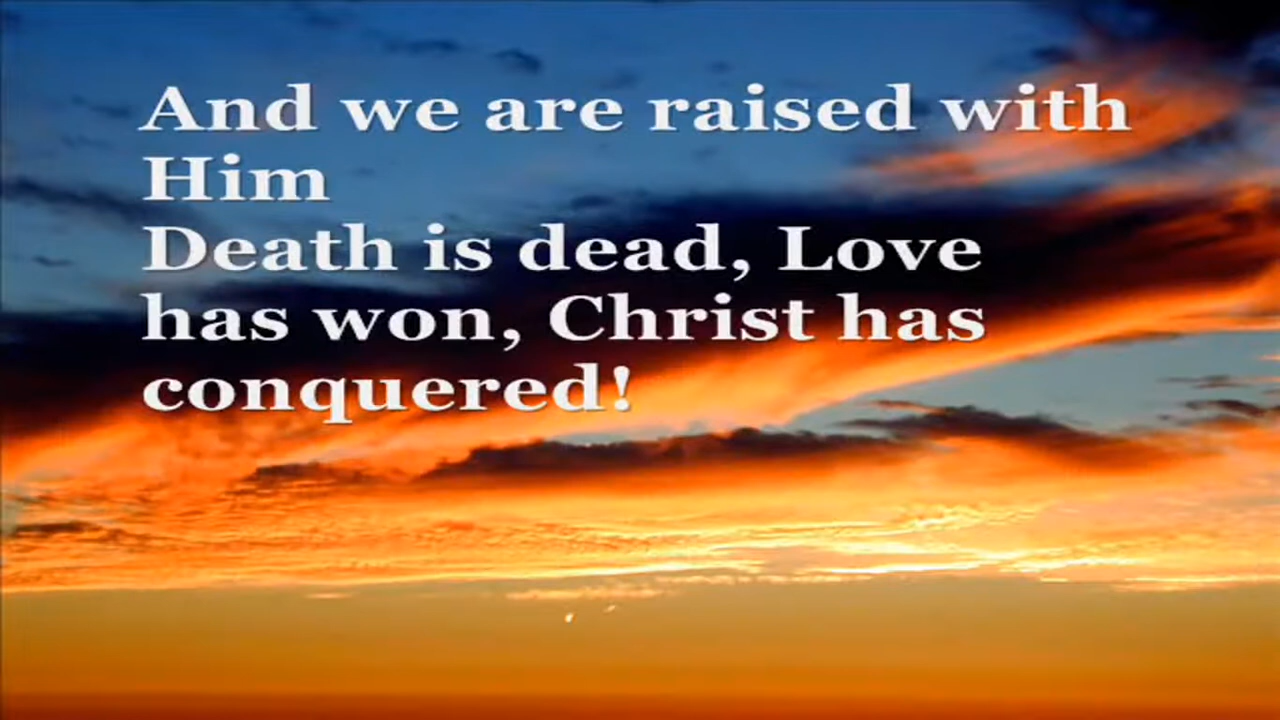 And we are raised with
Him
Death is dead, Love
has won, Christ has
conquered!